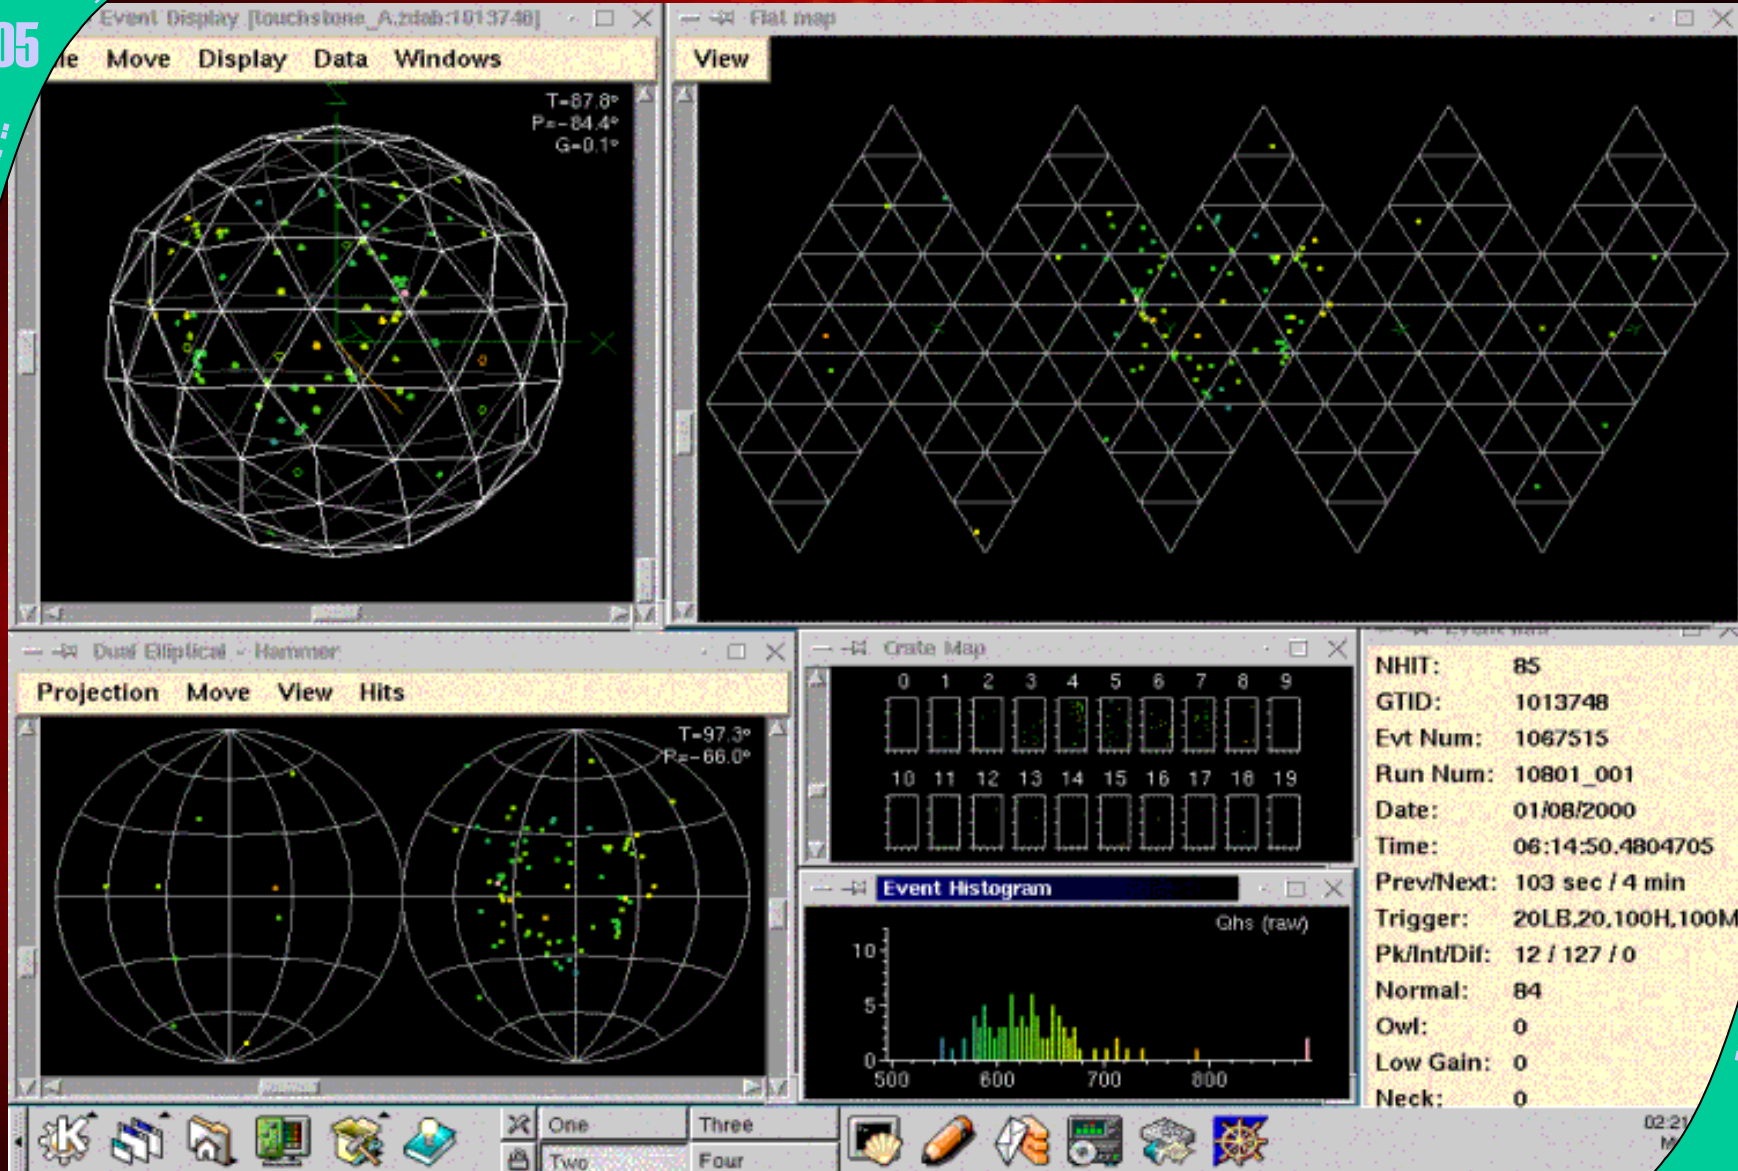 05
Event Display [touchstone_A.zdab:1013748]
Move Display Data Windows
T=87.8°
P=-84.4°
G=0.1°
X
Flat map
View
Dual Elliptical - Hammer
Projection Move View Hits
T=97.3°
P=-66.0°
Crate Map
0 1 2 3 4 5 6 7 8 9
10 11 12 13 14 15 16 17 18 19
Event Histogram
Qhs (raw)
10
5
0
500 600 700 800
NHIT: 85
GTID: 1013748
Evt Num: 1067515
Run Num: 10801_001
Date: 01/08/2000
Time: 06:14:50.4804705
Prev/Next: 103 sec / 4 min
Trigger: 20LB,20,100H,100M
Pk/Int/Dif: 12 / 127 / 0
Normal: 84
Owl: 0
Low Gain: 0
Neck: 0
K
One
Three
Two
Four
02:21